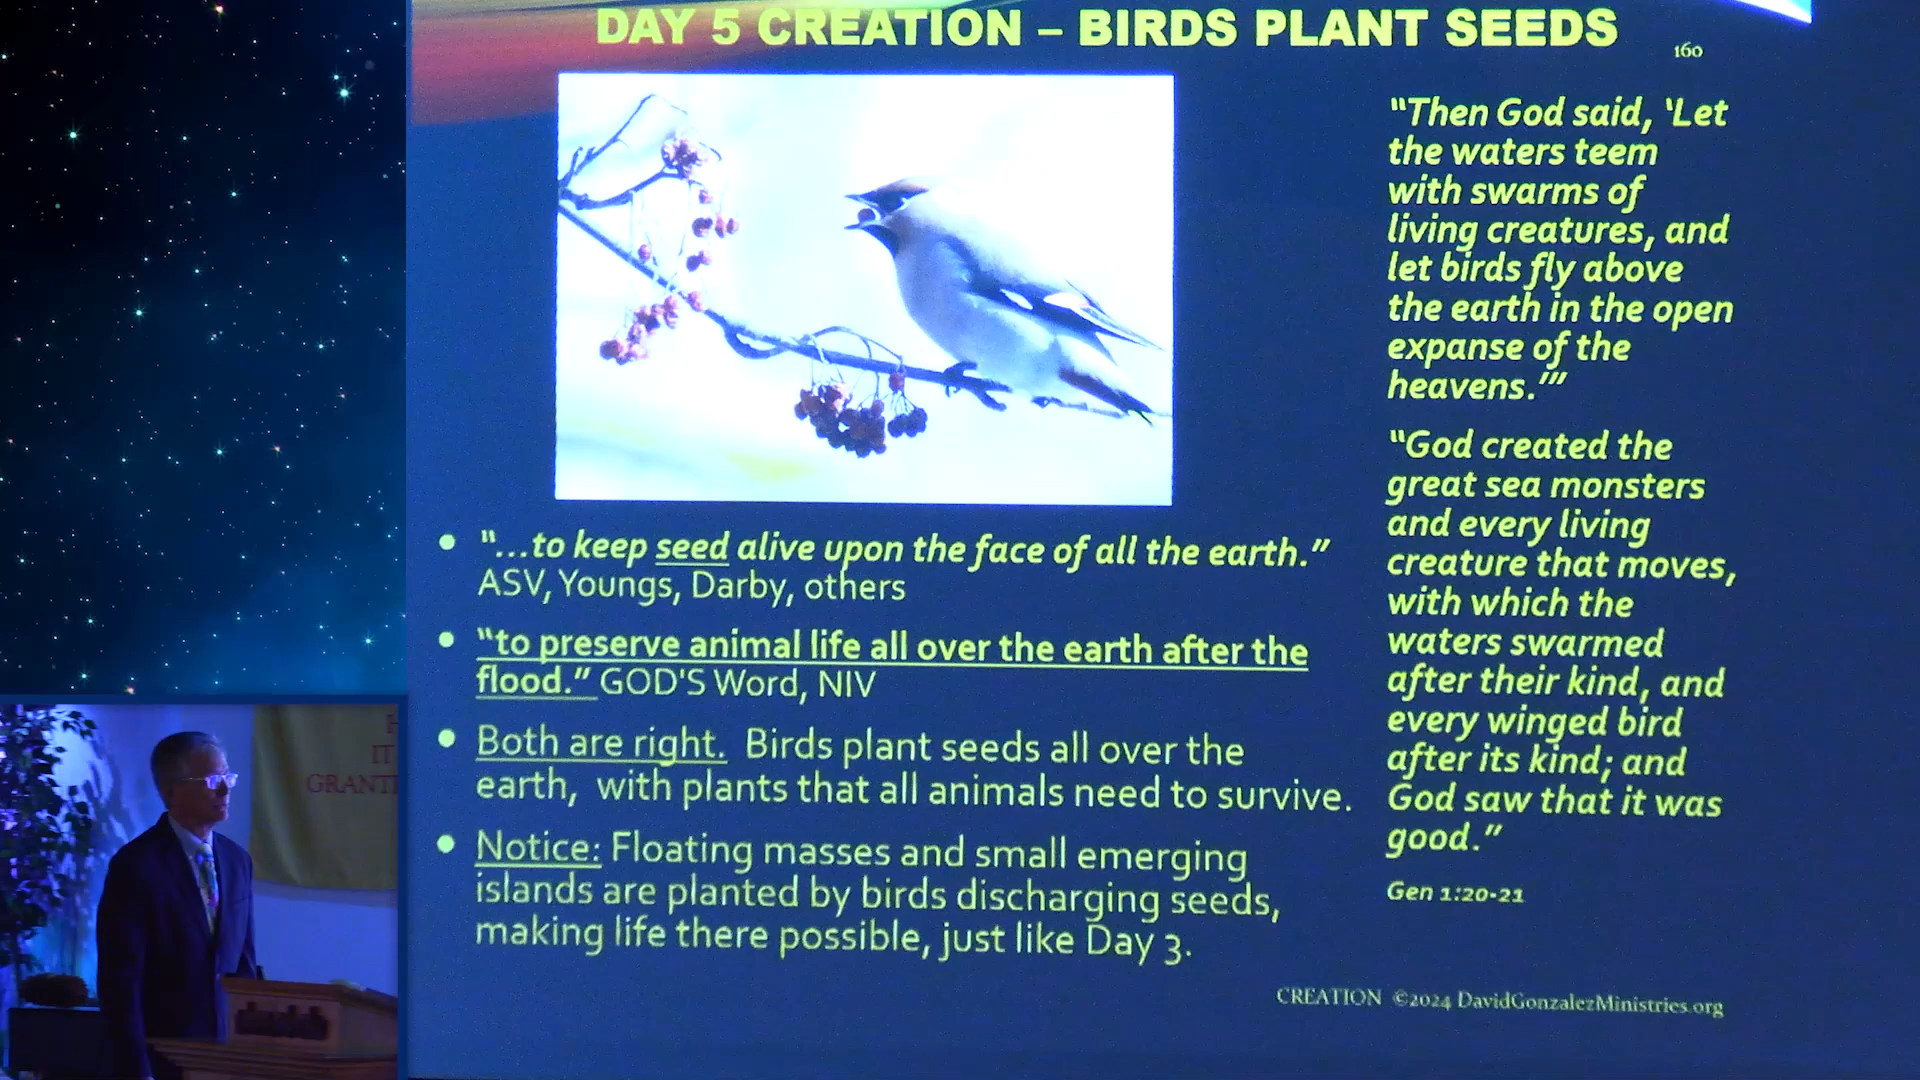 DAY 5 CREATION – BIRDS PLANT SEEDS
160
"Then God said, 'Let
the waters teem
with swarms of
living creatures, and
let birds fly above
the earth in the open
expanse of the
heavens.'"
"God created the
great sea monsters
and every living
creature that moves,
with which the
waters swarmed
after their kind, and
every winged bird
after its kind; and
God saw that it was
good."
Gen 1:20-21
• "…to keep seed alive upon the face of all the earth."
ASV, Youngs, Darby, others
• "to preserve animal life all over the earth after the
flood." GOD'S Word, NIV
• Both are right. Birds plant seeds all over the
earth, with plants that all animals need to survive.
• Notice: Floating masses and small emerging
islands are planted by birds discharging seeds,
making life there possible, just like Day 3.
CREATION ©2024 DavidGonzalezMinistries.org
H
IT
GRANT